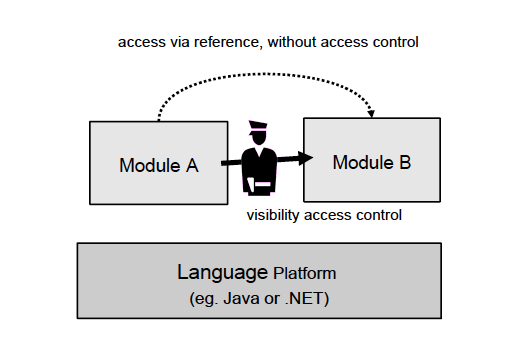 access via reference, without access control
Module A
Module B
visibility access control
Language Platform
(eg. Java or .NET)